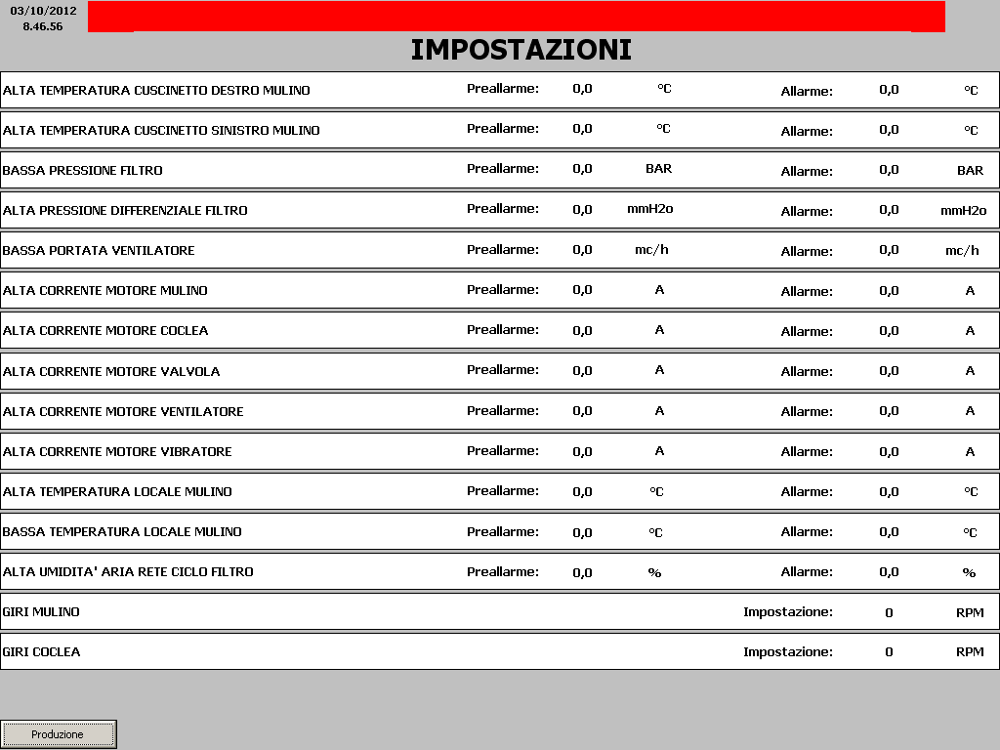 03/10/2012
8.46.56
IMPOSTAZIONI
ALTA TEMPERATURA CUSCINETTO DESTRO MULINO Preallarme: 0,0 °C Allarme: 0,0 °C
ALTA TEMPERATURA CUSCINETTO SINISTRO MULINO Preallarme: 0,0 °C Allarme: 0,0 °C
BASSA PRESSIONE FILTRO Preallarme: 0,0 BAR Allarme: 0,0 BAR
ALTA PRESSIONE DIFFERENZIALE FILTRO Preallarme: 0,0 mmH2o Allarme: 0,0 mmH2o
BASSA PORTATA VENTILATORE Preallarme: 0,0 mc/h Allarme: 0,0 mc/h
ALTA CORRENTE MOTORE MULINO Preallarme: 0,0 A Allarme: 0,0 A
ALTA CORRENTE MOTORE COCLEA Preallarme: 0,0 A Allarme: 0,0 A
ALTA CORRENTE MOTORE VALVOLA Preallarme: 0,0 A Allarme: 0,0 A
ALTA CORRENTE MOTORE VENTILATORE Preallarme: 0,0 A Allarme: 0,0 A
ALTA CORRENTE MOTORE VIBRATORE Preallarme: 0,0 A Allarme: 0,0 A
ALTA TEMPERATURA LOCALE MULINO Preallarme: 0,0 °C Allarme: 0,0 °C
BASSA TEMPERATURA LOCALE MULINO Preallarme: 0,0 °C Allarme: 0,0 °C
ALTA UMIDITA' ARIA RETE CICLO FILTRO Preallarme: 0,0 % Allarme: 0,0 %
GIRI MULINO Impostazione: 0 RPM
GIRI COCLEA Impostazione: 0 RPM
Produzione